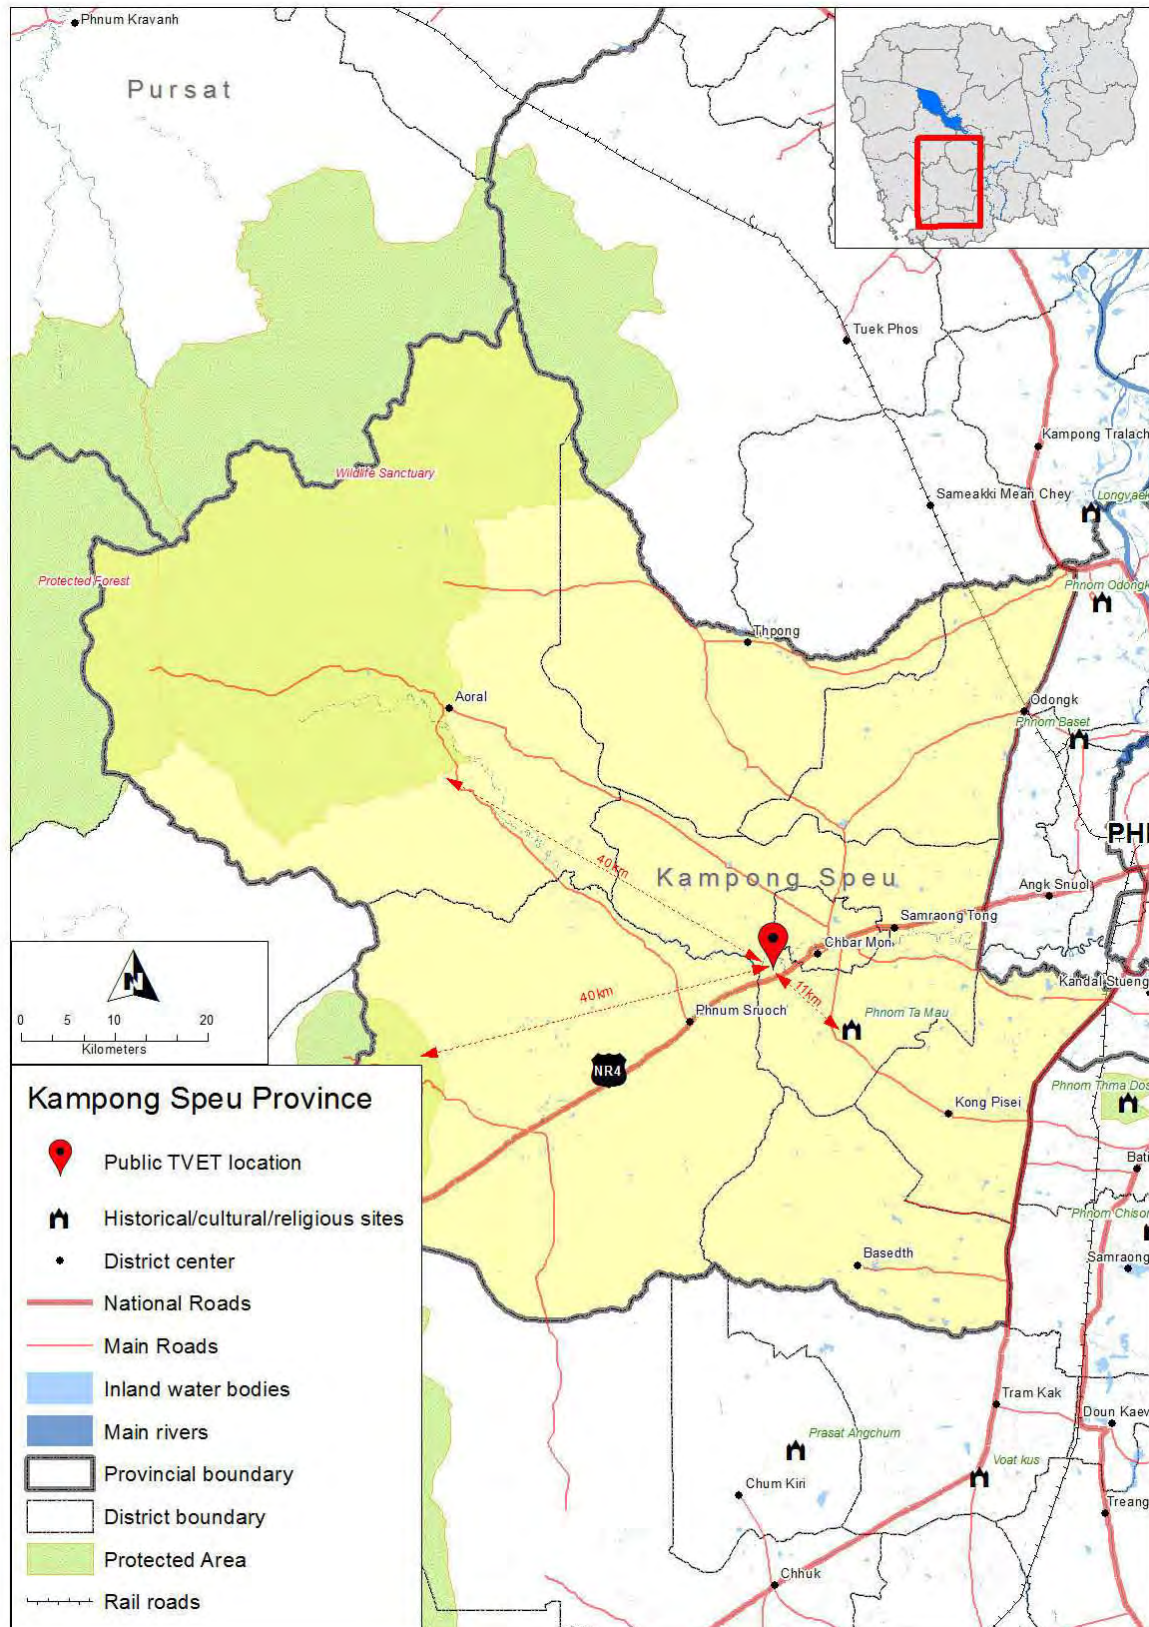 Phnum Kravanh
Pursat
Tuek Phos
Kampong Tralach
Wildlife Sanctuary
Sameakki Mean Chey
Longvaek
Protected Forest
Phnom Odongk
Thpong
Aoral
Odongk
Phnom Baset
PH
40km
Kampong Speu
Angk Snuol
Samraong Tong
Chbar Mon
N
40km
11km
Kandal Stueng
0 5 10 20
Kilometers
Phnum Sruoch
Phnom Ta Mau
NR4
Phnom Thma Dos
Kong Pisei
Bati
Phnom Chisor
Basedth
Samraong
Tram Kak
Doun Kaev
Prasat Angchum
Voat kus
Chum Kiri
Treang
Chhuk
Kampong Speu Province
Public TVET location
Historical/cultural/religious sites
District center
National Roads
Main Roads
Inland water bodies
Main rivers
Provincial boundary
District boundary
Protected Area
Rail roads